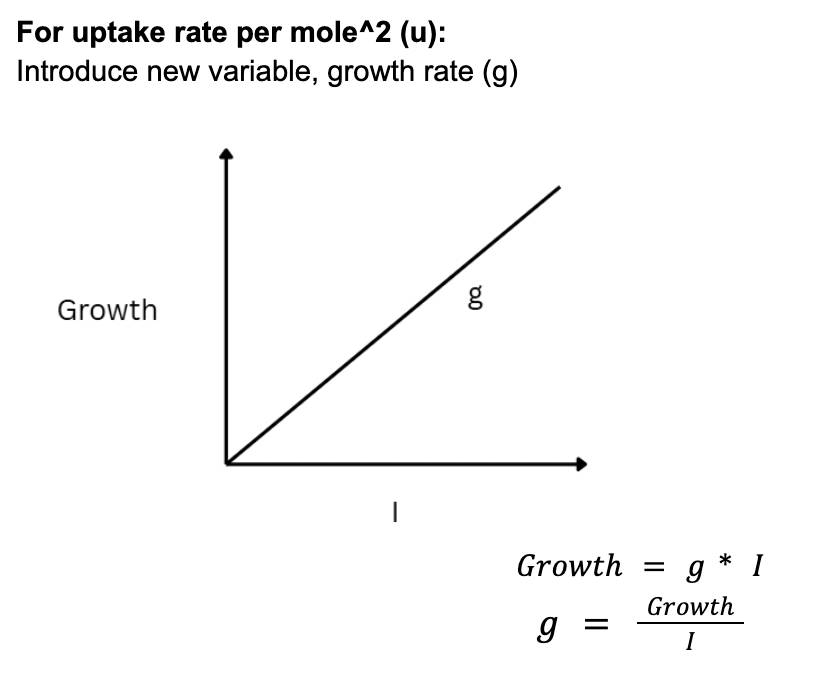 For uptake rate per mole^2 (u):
Introduce new variable, growth rate (g)
g
Growth
I
Growth = g * I
g = Growth / I